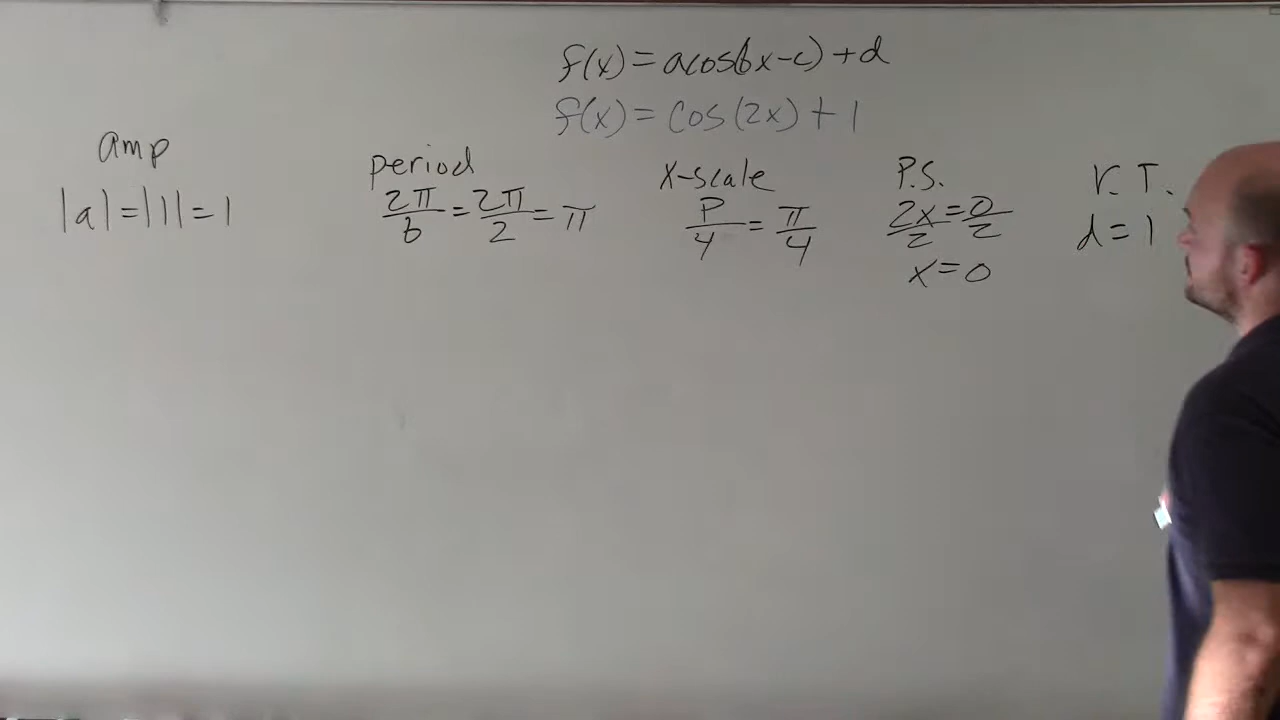 f(x) = acos(bx-c) + d
f(x) = cos(2x) + 1
amp
|a| = |1| = 1
period
2π/b = 2π/2 = π
x-scale
P/4 = π/4
P.S.
2x/2 = 0/2
x = 0
V.T.
d = 1